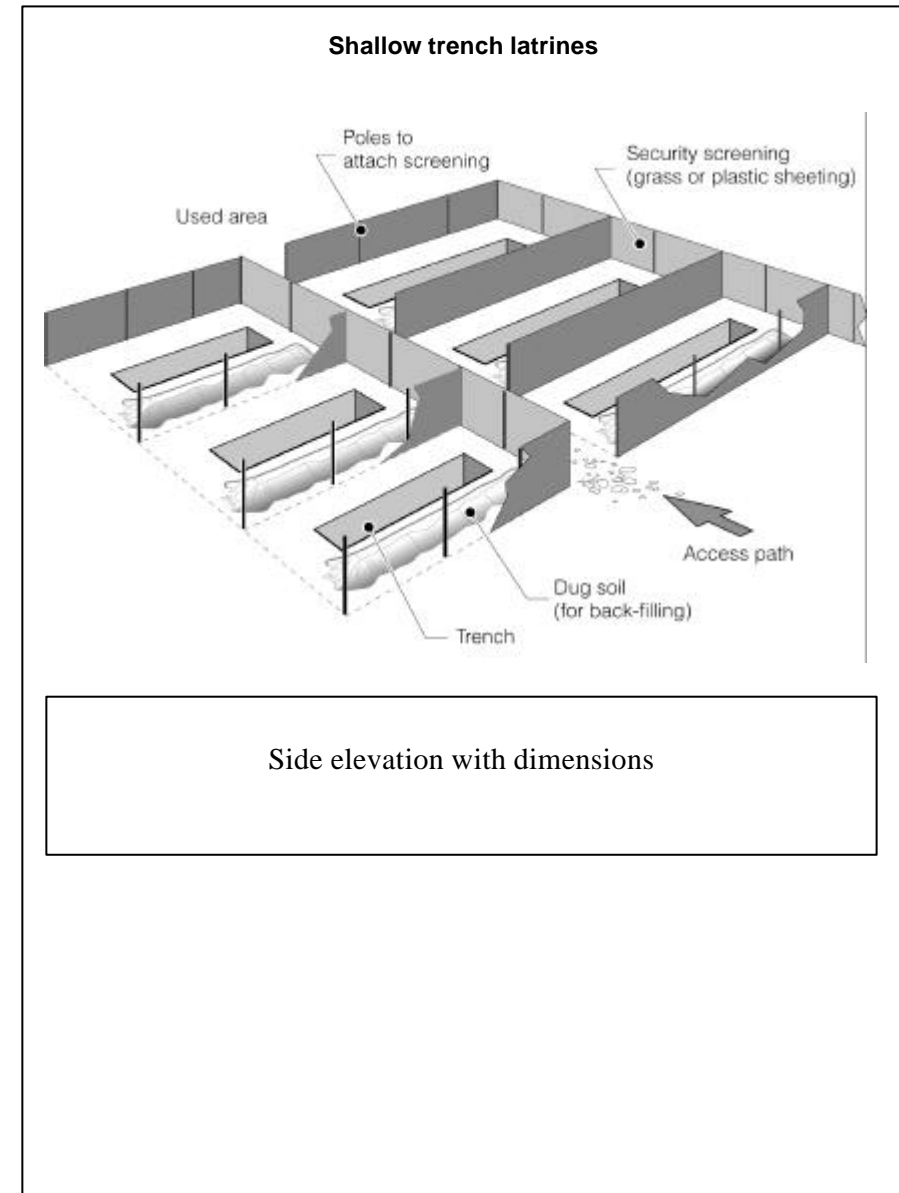 Shallow trench latrines
Poles to
attach screening
Security screening
(grass or plastic sheeting)
Used area
Access path
Dug soil
(for back-filling)
Trench
Side elevation with dimensions